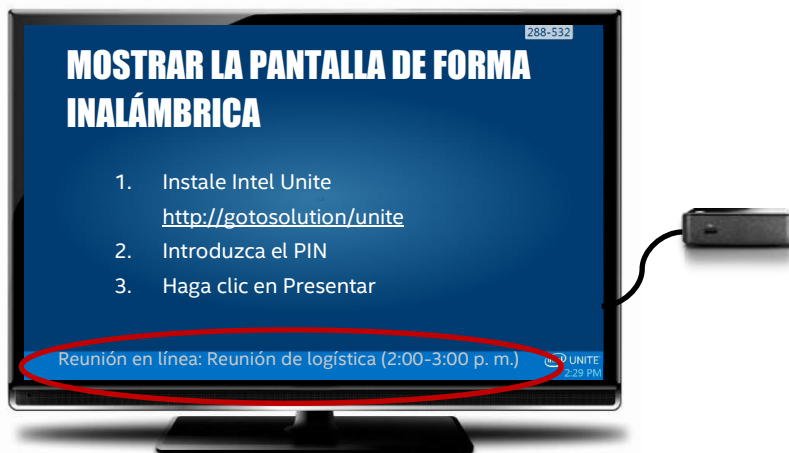 288-532
MOSTRAR LA PANTALLA DE FORMA
INALÁMBRICA
1. Instale Intel Unite
http://gotosolution/unite
2. Introduzca el PIN
3. Haga clic en Presentar
Reunión en línea: Reunión de logística (2:00-3:00 p. m.)
UNITE
2:29 PM